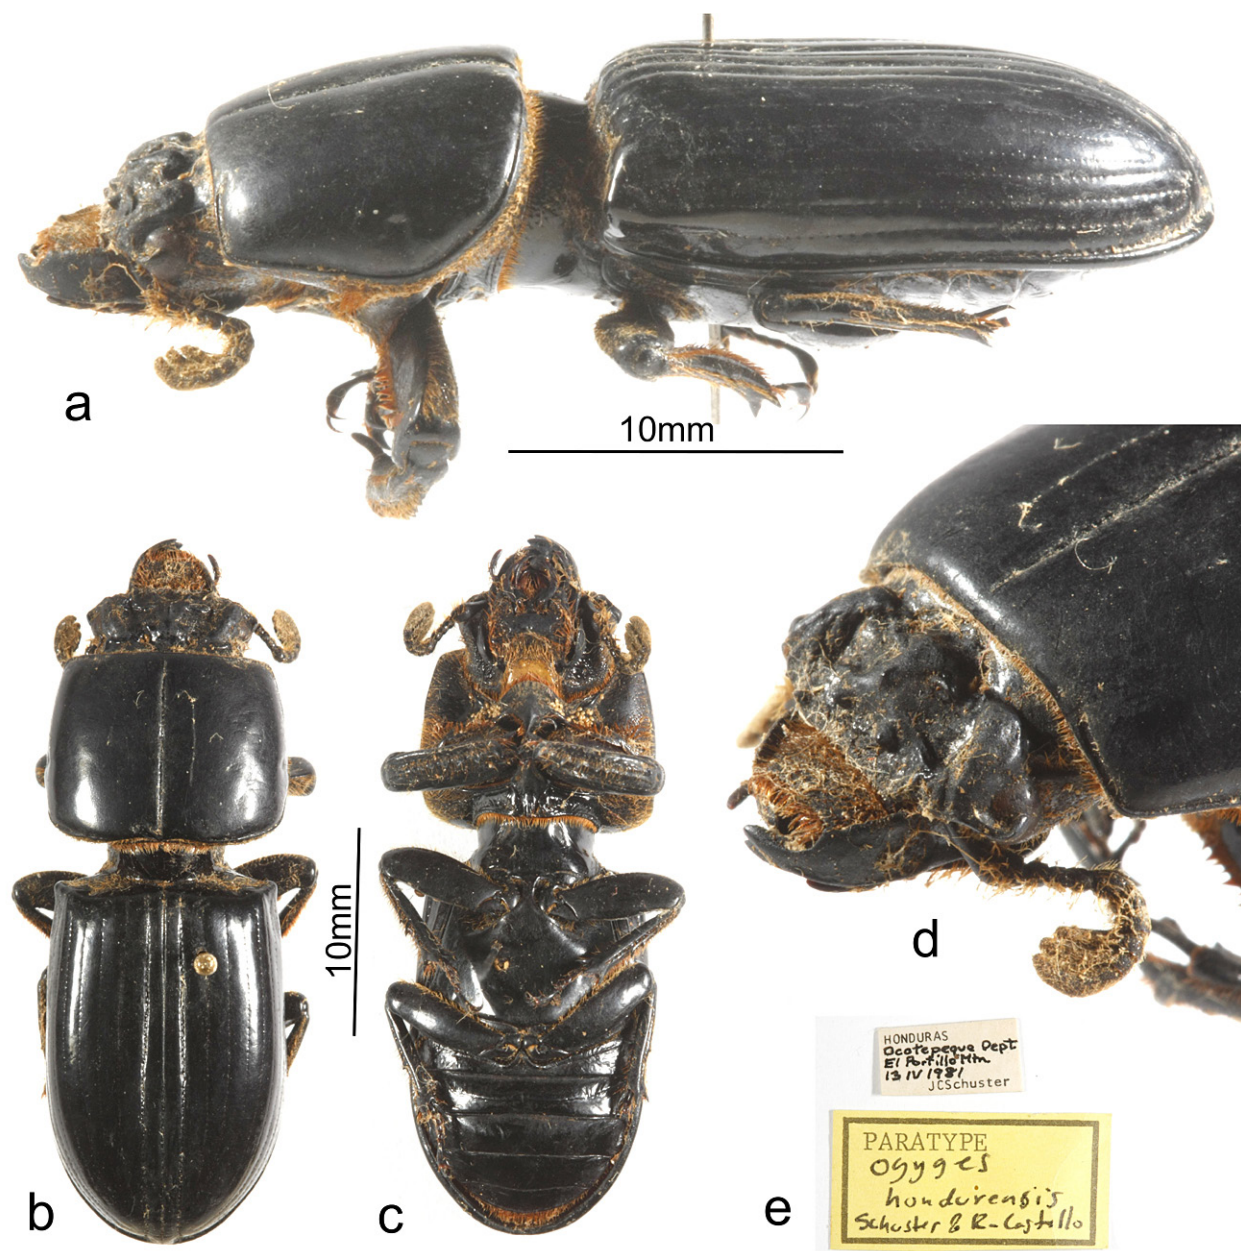 a
10mm
10mm
b
c
d
HONDURAS
Ocotepeque Dept
El Portillo Mtn
13 IV 1981
JCSchuster
PARATYPE
Ogyges
hondurensis
Schuster & R-Castillo
e